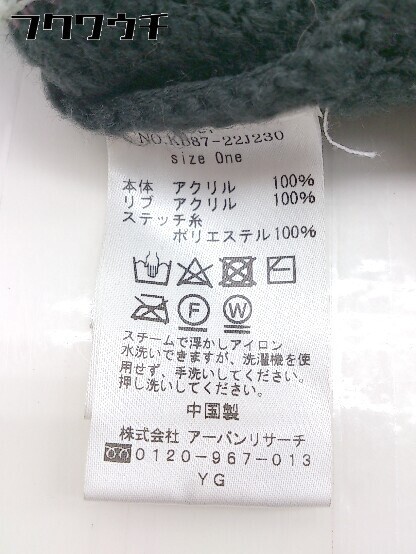 フクワウチ
NO.KB87-22J230
size One
本体 アクリル 100%
リブ アクリル 100%
ステッチ糸
ポリエステル100%
F W
スチームで浮かしアイロン
水洗いできますが、洗濯機を使
用せず、手洗いしてください。
押し洗いしてください。
中国製
株式会社 アーバンリサーチ
0120-967-013
YG